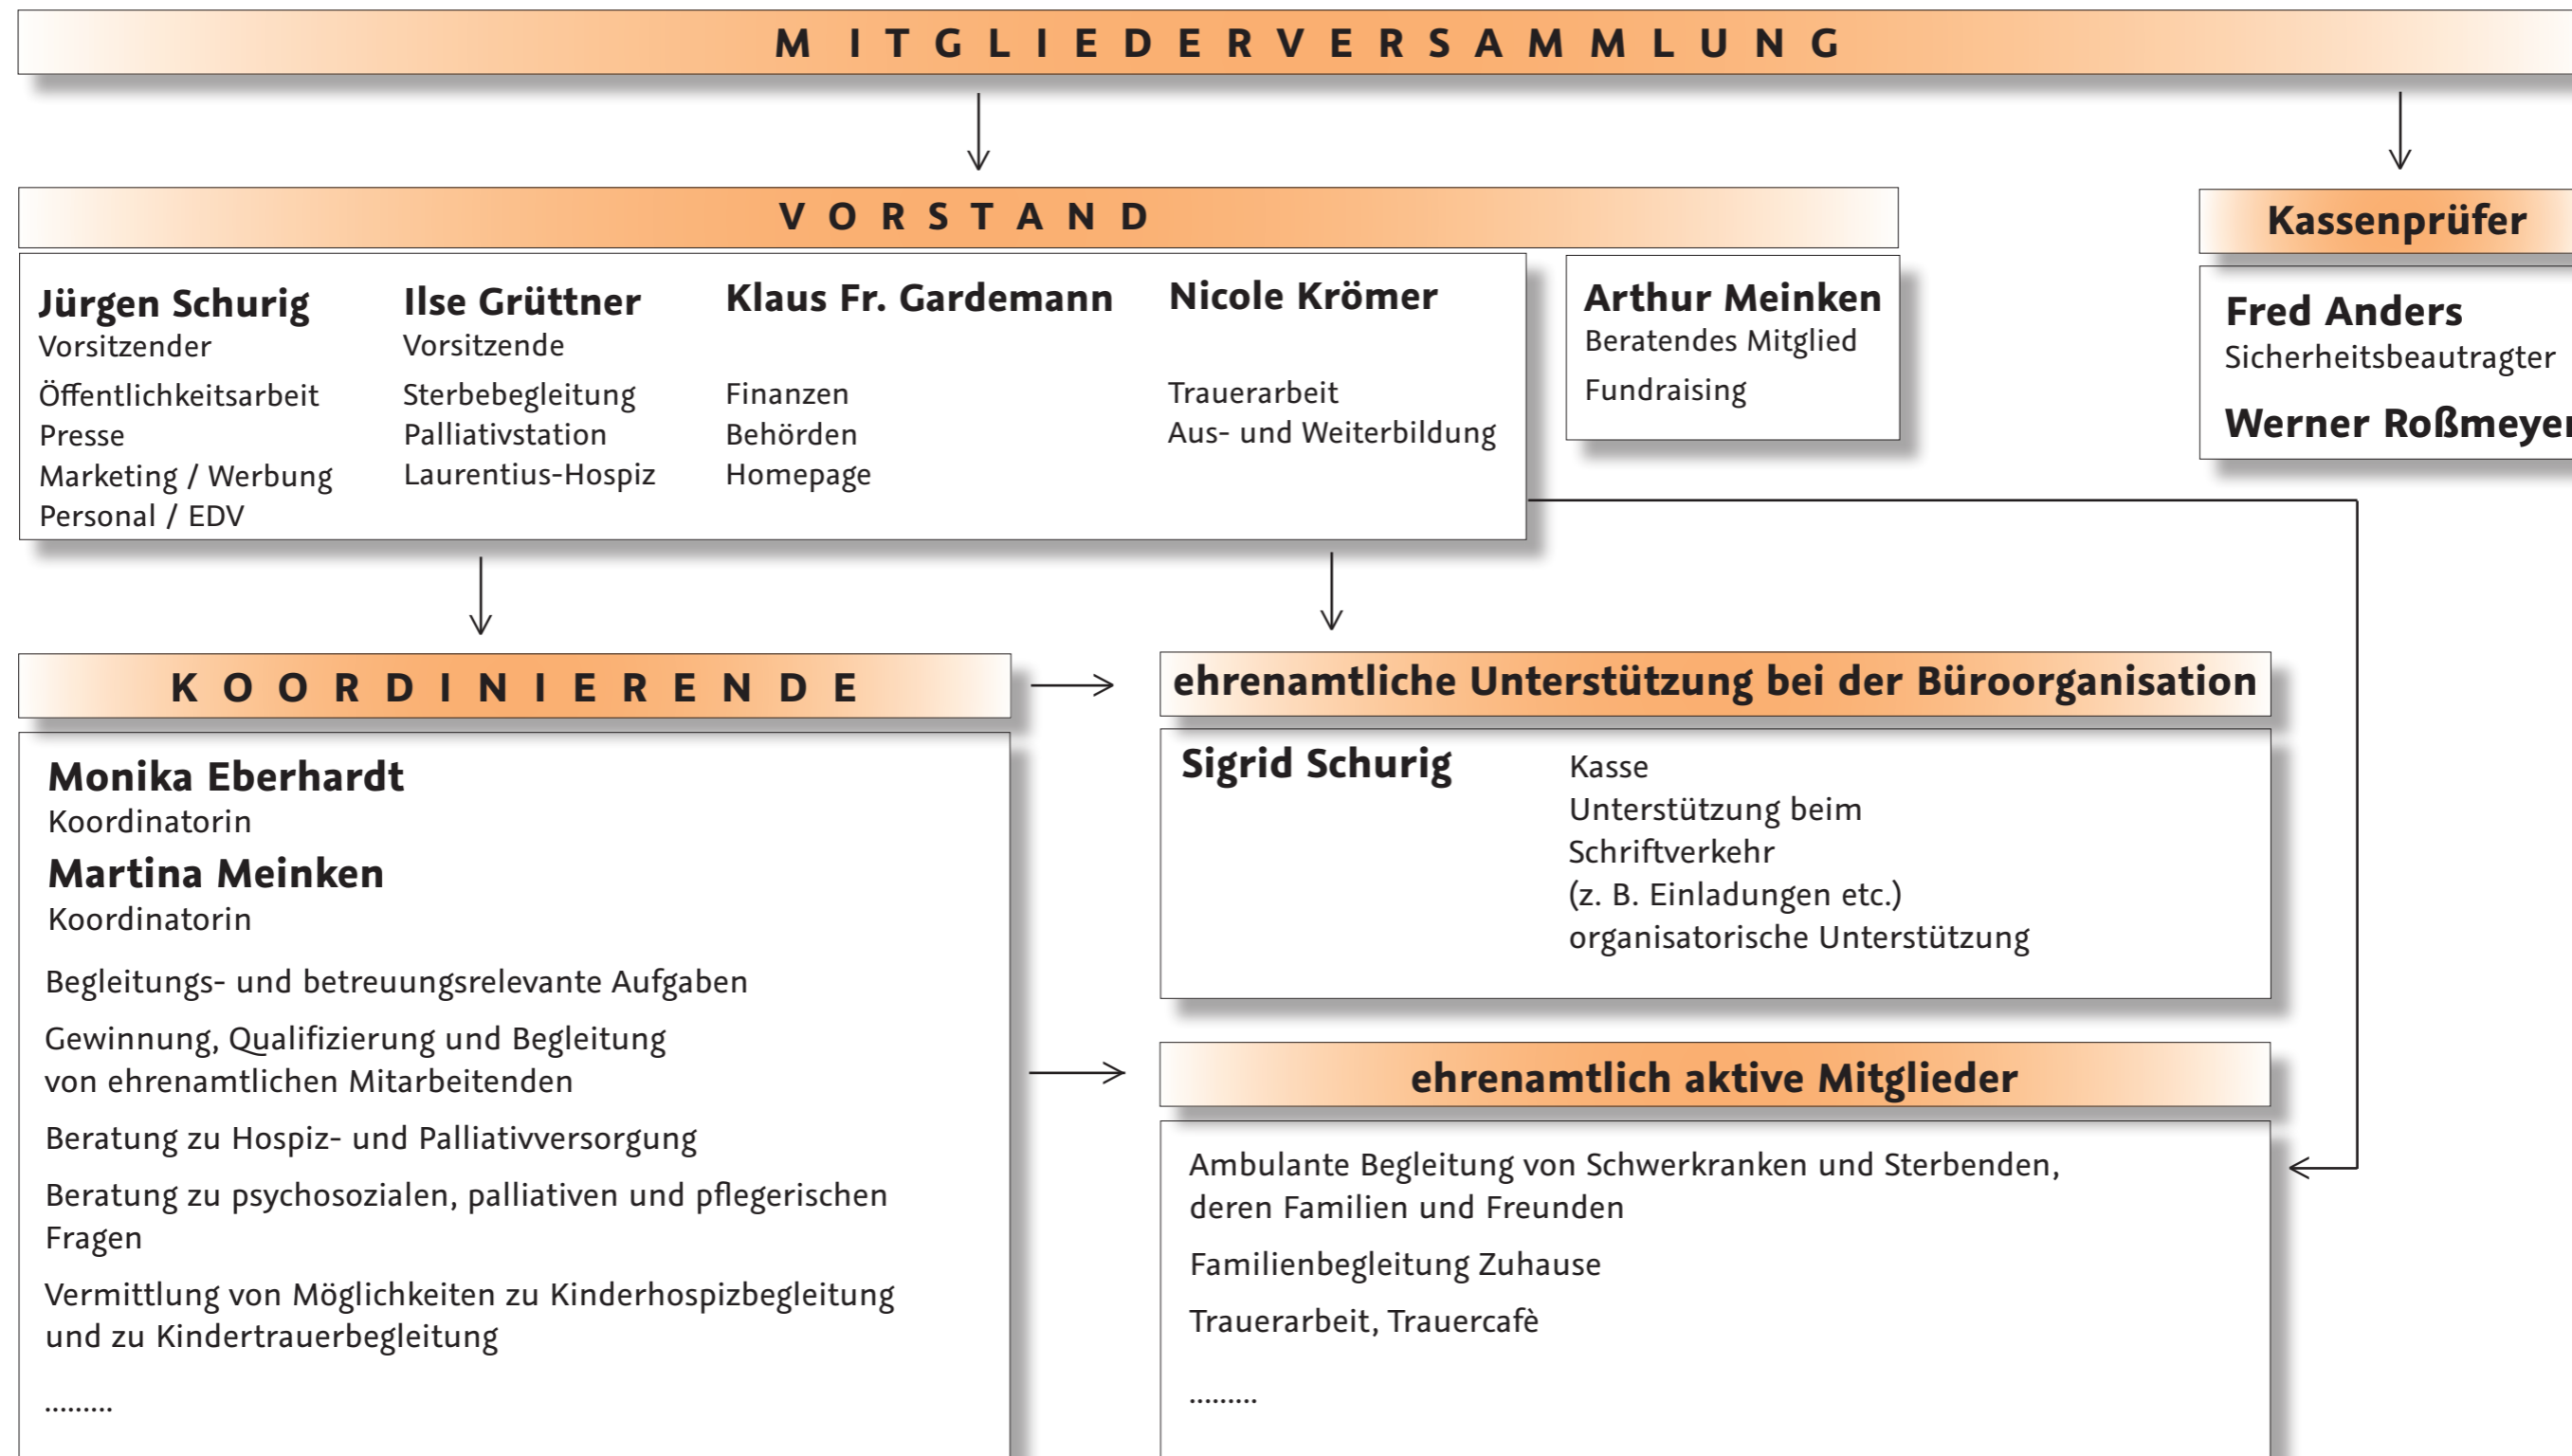 MITGLIEDERVERSAMMLUNG
VORSTAND
Jürgen Schurig
Vorsitzender
Öffentlichkeitsarbeit
Presse
Marketing / Werbung
Personal / EDV
Ilse Grüttner
Vorsitzende
Sterbebegleitung
Palliativstation
Laurentius-Hospiz
Klaus Fr. Gardemann
Finanzen
Behörden
Homepage
Nicole Krömer
Trauerarbeit
Aus- und Weiterbildung
Arthur Meinken
Beratendes Mitglied
Fundraising
Kassenprüfer
Fred Anders
Sicherheitsbeautragter
Werner Roßmeyer
KOORDINIERENDE
Monika Eberhardt
Koordinatorin
Martina Meinken
Koordinatorin
Begleitungs- und betreuungsrelevante Aufgaben
Gewinnung, Qualifizierung und Begleitung
von ehrenamtlichen Mitarbeitenden
Beratung zu Hospiz- und Palliativversorgung
Beratung zu psychosozialen, palliativen und pflegerischen
Fragen
Vermittlung von Möglichkeiten zu Kinderhospizbegleitung
und zu Kindertrauerbegleitung
.........
ehrenamtliche Unterstützung bei der Büroorganisation
Sigrid Schurig
Kasse
Unterstützung beim
Schriftverkehr
(z. B. Einladungen etc.)
organisatorische Unterstützung
ehrenamtlich aktive Mitglieder
Ambulante Begleitung von Schwerkranken und Sterbenden,
deren Familien und Freunden
Familienbegleitung Zuhause
Trauerarbeit, Trauercafè
.........